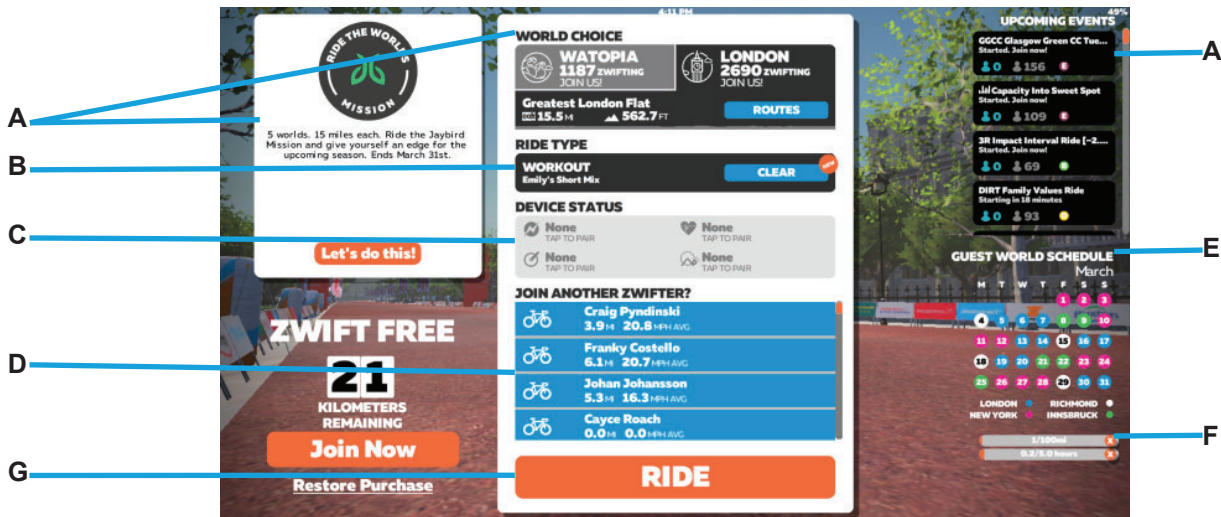 4:11 PM
49%
A
RIDE THE WORLDS
MISSION
5 worlds. 15 miles each. Ride the Jaybird
Mission and give yourself an edge for the
upcoming season. Ends March 31st.
Let's do this!
ZWIFT FREE
21
KILOMETERS
REMAINING
Join Now
Restore Purchase
B
C
D
G
WORLD CHOICE
WATOPIA
1187 ZWIFTING
JOIN US!
LONDON
2690 ZWIFTING
JOIN US!
Greatest London Flat
15.5 MI 562.7 FT
ROUTES
RIDE TYPE
WORKOUT
Emily's Short Mix
CLEAR
NEW
DEVICE STATUS
None
TAP TO PAIR
None
TAP TO PAIR
None
TAP TO PAIR
None
TAP TO PAIR
JOIN ANOTHER ZWIFTER?
Craig Pyndinski
3.9 MI 20.8 MPH AVG
Franky Costello
6.1 MI 20.7 MPH AVG
Johan Johansson
5.3 MI 16.3 MPH AVG
Cayce Roach
0.0 MI 0.0 MPH AVG
RIDE
UPCOMING EVENTS
GGCC Glasgow Green CC Tue...
Started. Join now!
0 156 E
Capacity Into Sweet Spot
Started. Join now!
0 109 E
3R Impact Interval Ride [~2....
Started. Join now!
0 69 B
DIRT Family Values Ride
Starting in 18 minutes
0 93 D
A
GUEST WORLD SCHEDULE
March
M T W T F S S
1 2 3
4 5 6 7 8 9 10
11 12 13 14 15 16 17
18 19 20 21 22 23 24
25 26 27 28 29 30 31
LONDON RICHMOND
NEW YORK INNSBRUCK
E
1/100mi X
0.2/5.0 hours X
F